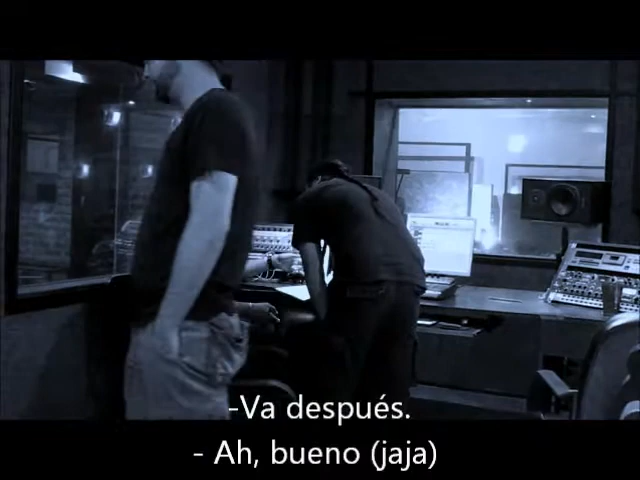 -Va después.
- Ah, bueno (jaja)